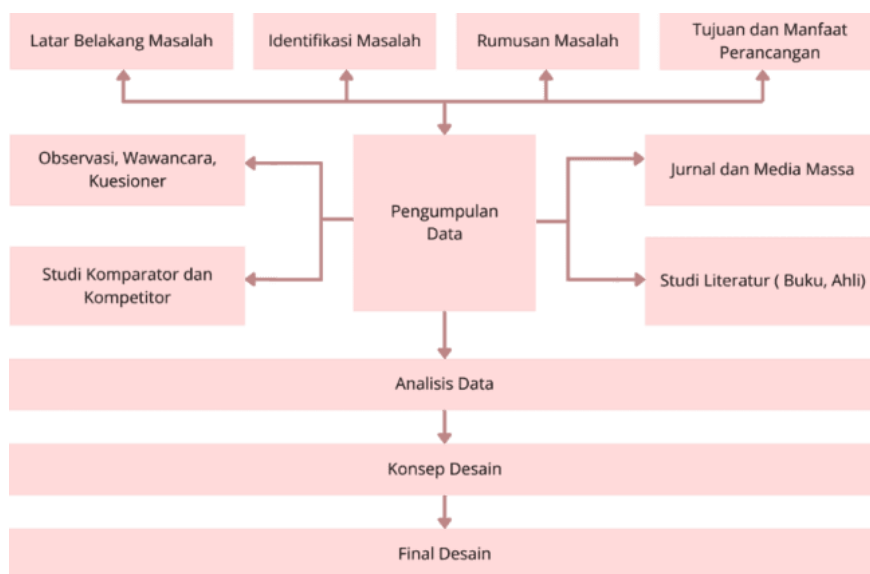 Latar Belakang Masalah
Identifikasi Masalah
Rumusan Masalah
Tujuan dan Manfaat
Perancangan
Observasi, Wawancara,
Kuesioner
Pengumpulan
Data
Jurnal dan Media Massa
Studi Komparator dan
Kompetitor
Studi Literatur ( Buku, Ahli)
Analisis Data
Konsep Desain
Final Desain